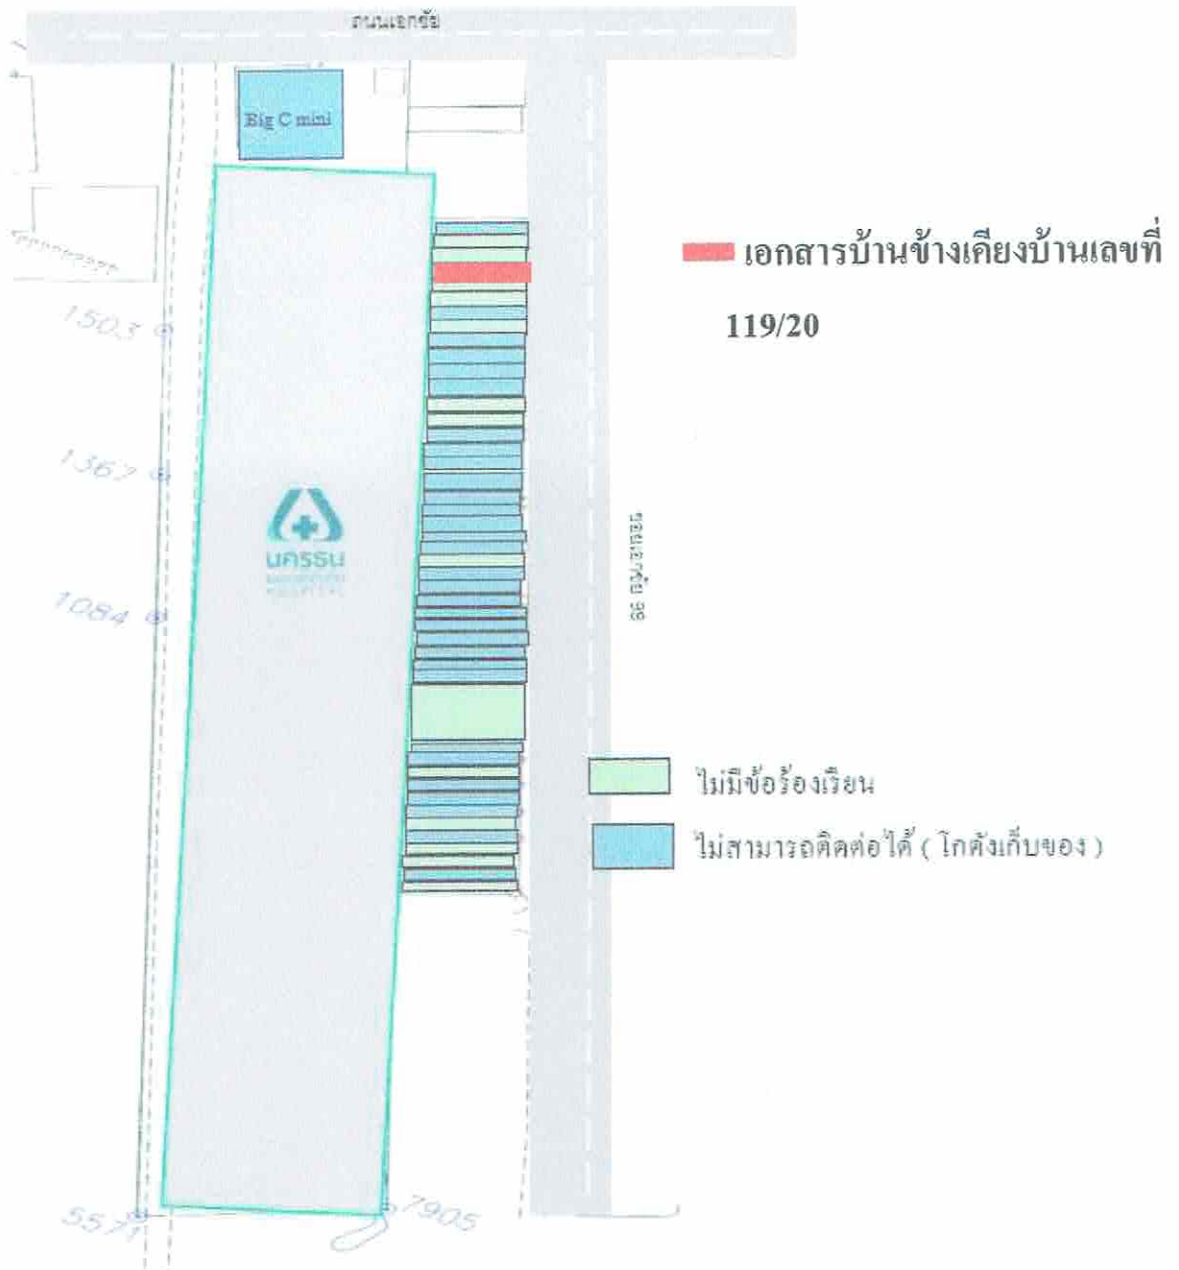 ถนนเอกชัย
Big C mini
เอกสารบ้านข้างเคียงบ้านเลขที่
119/20
1503
1367
นครธน
1084
ซอยเอกชัย 99
ไม่มีข้อร้องเรียน
ไม่สามารถติดต่อได้ ( โกดังเก็บของ )
5571
7905